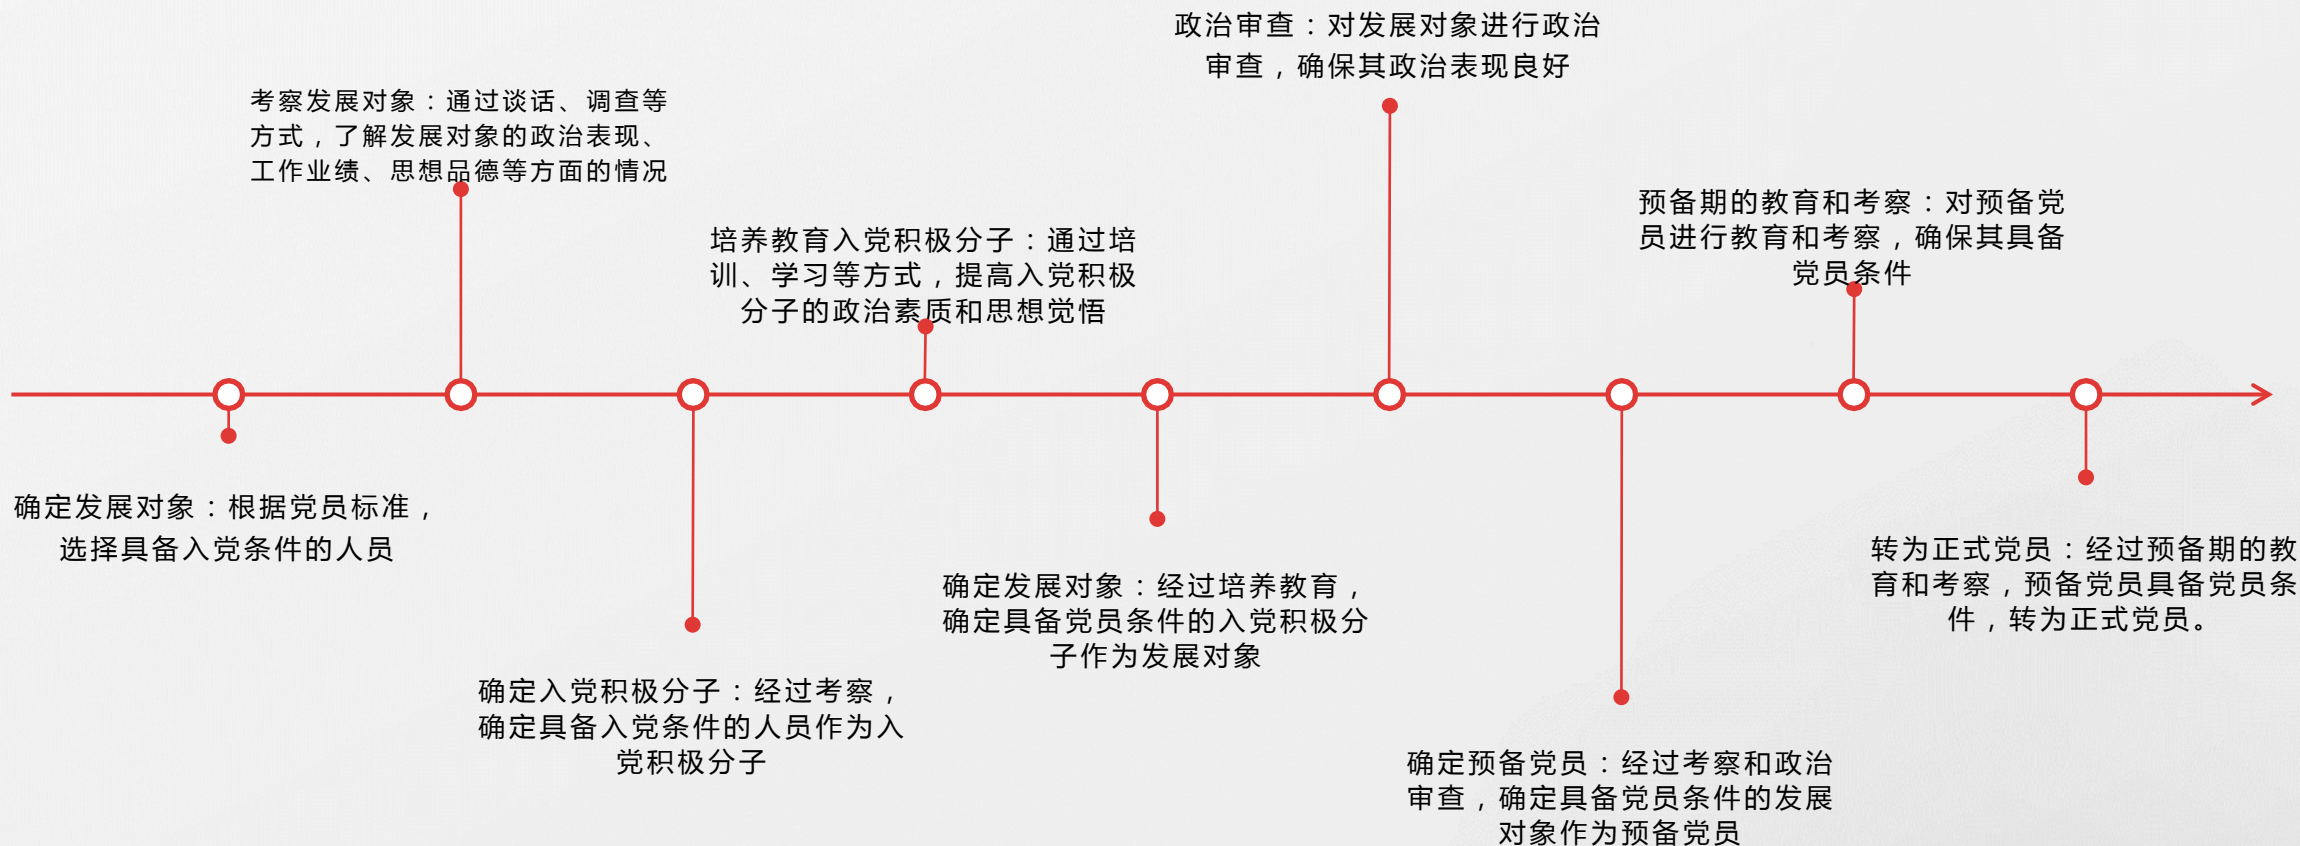 确定发展对象：根据党员标准，
选择具备入党条件的人员
考察发展对象：通过谈话、调查等
方式，了解发展对象的政治表现、
工作业绩、思想品德等方面的情况
确定入党积极分子：经过考察，
确定具备入党条件的人员作为入
党积极分子
培养教育入党积极分子：通过培
训、学习等方式，提高入党积极
分子的政治素质和思想觉悟
确定发展对象：经过培养教育，
确定具备党员条件的入党积极分
子作为发展对象
政治审查：对发展对象进行政治
审查，确保其政治表现良好
确定预备党员：经过考察和政治
审查，确定具备党员条件的发展
对象作为预备党员
预备期的教育和考察：对预备党
员进行教育和考察，确保其具备
党员条件
转为正式党员：经过预备期的教
育和考察，预备党员具备党员条
件，转为正式党员。